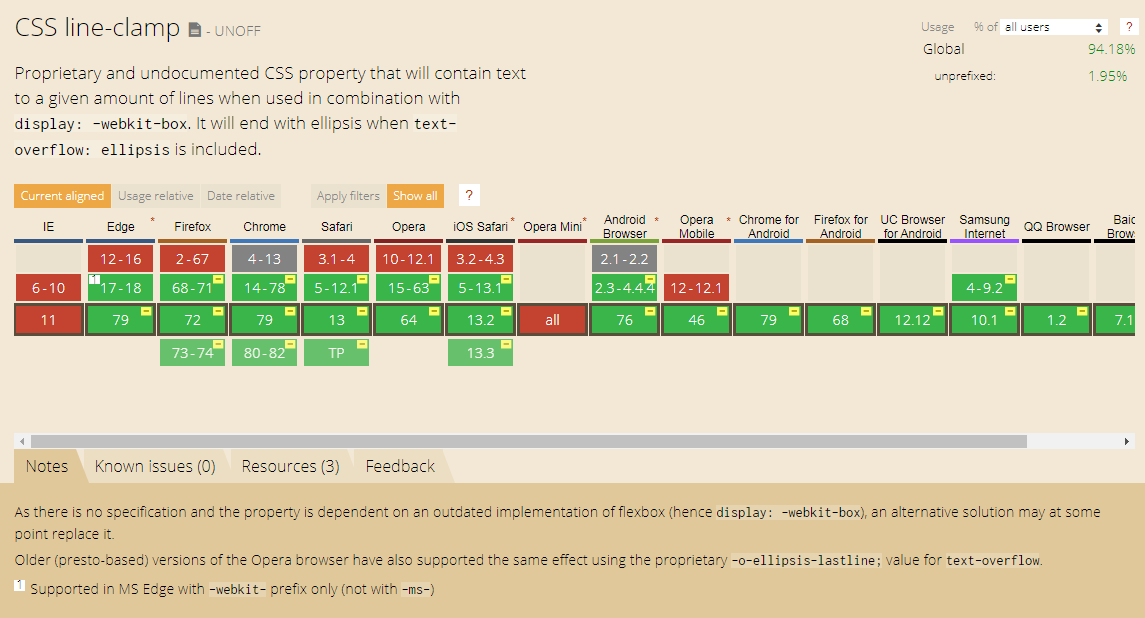 CSS line-clamp - UNOFF
Usage % of all users ?
Global 94.18%
unprefixed: 1.95%
Proprietary and undocumented CSS property that will contain text
to a given amount of lines when used in combination with
display: -webkit-box. It will end with ellipsis when text-
overflow: ellipsis is included.
Current aligned Usage relative Date relative Apply filters Show all ?
IE Edge * Firefox Chrome Safari Opera iOS Safari * Opera Mini * Android Browser * Opera Mobile * Chrome for Android Firefox for Android UC Browser for Android Samsung Internet QQ Browser Baid Brows
12-16 2-67 4-13 3.1-4 10-12.1 3.2-4.3 2.1-2.2
6-10 1 17-18 68-71 14-78 5-12.1 15-63 5-13.1 2.3-4.4.4 12-12.1 4-9.2
11 79 72 79 13 64 13.2 all 76 46 79 68 12.12 10.1 1.2 7.1
73-74 80-82 TP 13.3
Notes Known issues (0) Resources (3) Feedback
As there is no specification and the property is dependent on an outdated implementation of flexbox (hence display: -webkit-box), an alternative solution may at some
point replace it.
Older (presto-based) versions of the Opera browser have also supported the same effect using the proprietary -o-ellipsis-lastline; value for text-overflow.
1 Supported in MS Edge with -webkit- prefix only (not with -ms-)